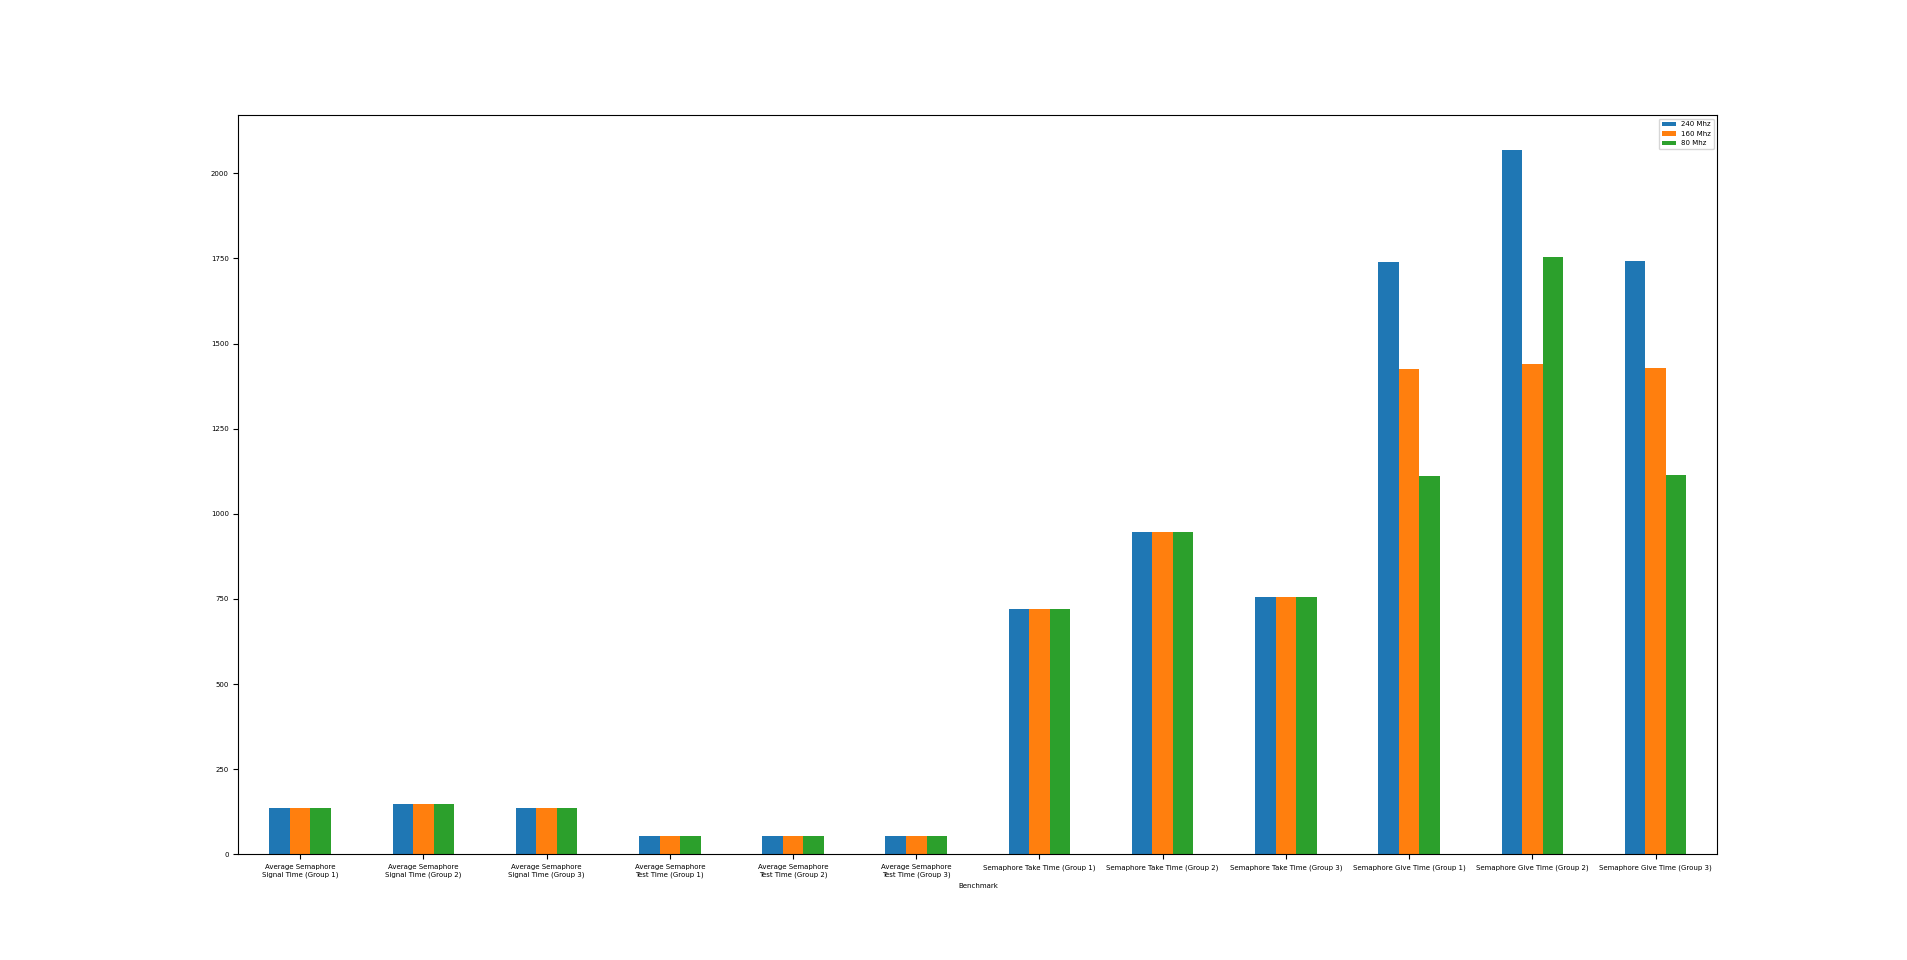 240 Mhz
160 Mhz
80 Mhz
2000
1750
1500
1250
1000
750
500
250
0
Average Semaphore
Signal Time (Group 1)
Average Semaphore
Signal Time (Group 2)
Average Semaphore
Signal Time (Group 3)
Average Semaphore
Test Time (Group 1)
Average Semaphore
Test Time (Group 2)
Average Semaphore
Test Time (Group 3)
Semaphore Take Time (Group 1)
Semaphore Take Time (Group 2)
Semaphore Take Time (Group 3)
Semaphore Give Time (Group 1)
Semaphore Give Time (Group 2)
Semaphore Give Time (Group 3)
Benchmark